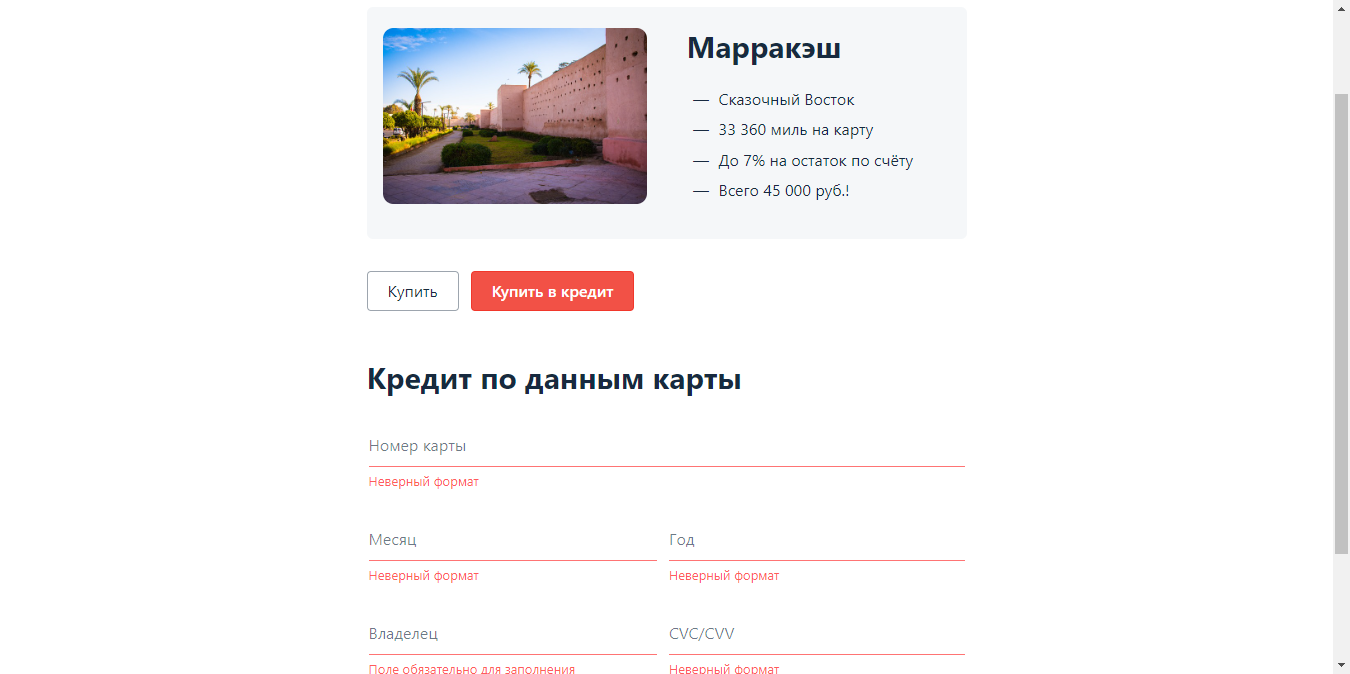 Марракэш
— Сказочный Восток
— 33 360 миль на карту
— До 7% на остаток по счёту
— Всего 45 000 руб.!
Купить Купить в кредит
Кредит по данным карты
Номер карты
Неверный формат
Месяц Год
Неверный формат Неверный формат
Владелец CVC/CVV
Поле обязательно для заполнения Неверный формат